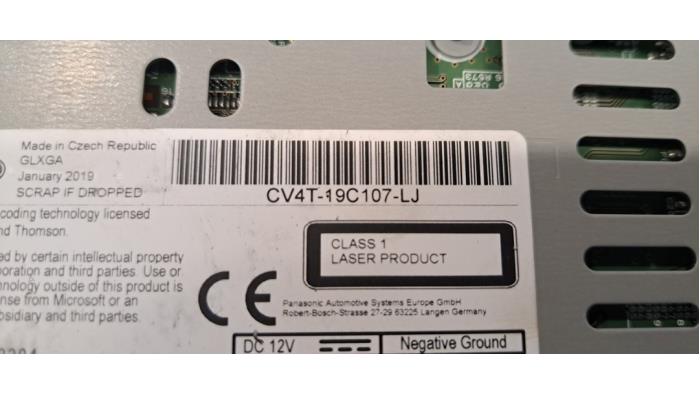 Made in Czech Republic
GLXGA
January 2019
SCRAP IF DROPPED
CV4T-19C107-LJ
coding technology licensed
nd Thomson.
ed by certain intellectual property
oration and third parties. Use or
nology outside of this product is
nse from Microsoft or an
bsidiary and third parties.
CLASS 1
LASER PRODUCT
CE
Panasonic Automotive Systems Europe GmbH
Robert-Bosch-Strasse 27-29 63225 Langen Germany
DC 12V
Negative Ground